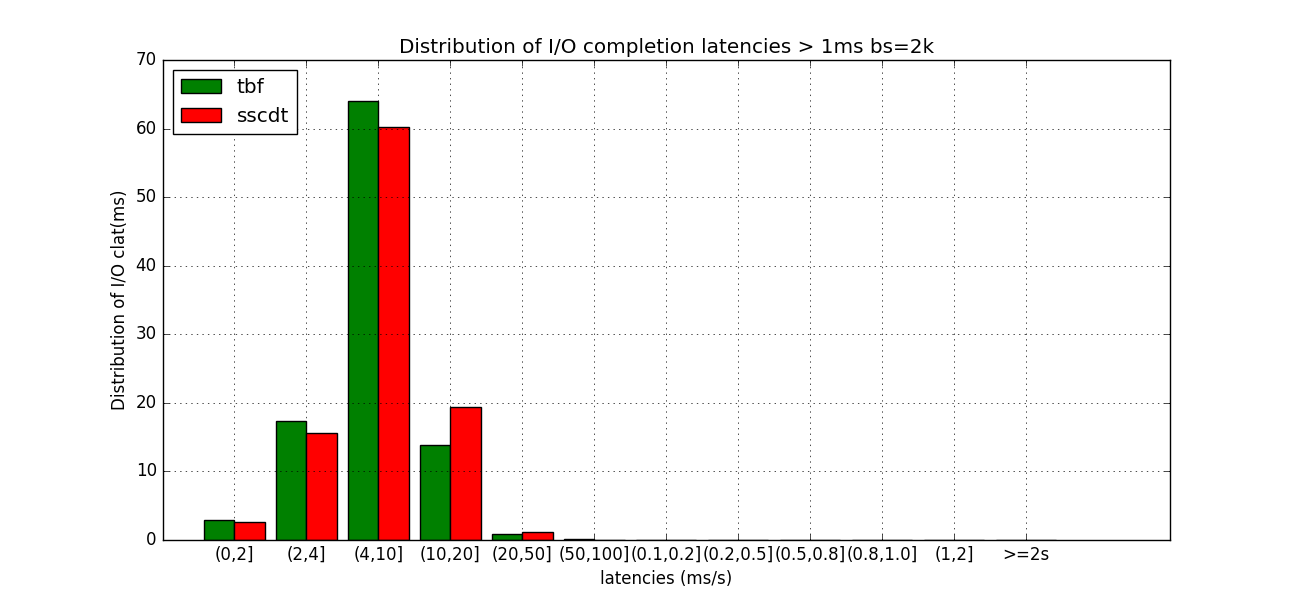 Distribution of I/O completion latencies > 1ms bs=2k
70
60
50
40
30
20
10
0
tbf
sscdt
Distribution of I/O clat(ms)
(0,2] (2,4] (4,10] (10,20] (20,50] (50,100] (0.1,0.2] (0.2,0.5] (0.5,0.8] (0.8,1.0] (1,2] >=2s
latencies (ms/s)